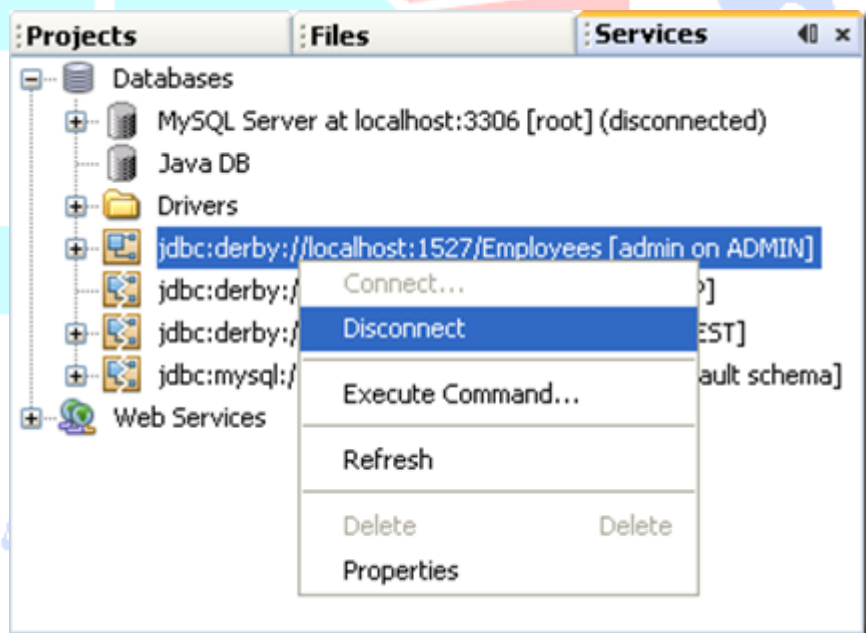 Projects Files Services
Databases
MySQL Server at localhost:3306 [root] (disconnected)
Java DB
Drivers
jdbc:derby://localhost:1527/Employees [admin on ADMIN]
jdbc:derby:/ P]
jdbc:derby:/ EST]
jdbc:mysql:/ ault schema]
Web Services
Connect...
Disconnect
Execute Command...
Refresh
Delete Delete
Properties